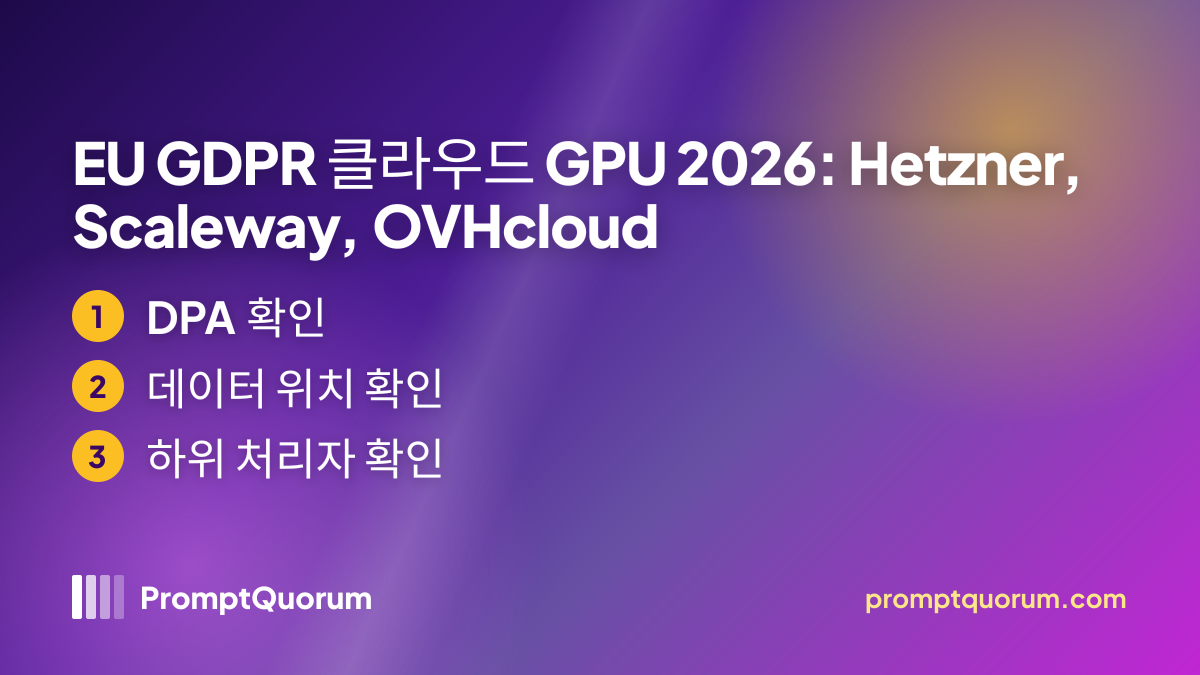 EU GDPR 클라우드 GPU 2026: Hetzner,
Scaleway, OVHcloud
1 DPA 확인
2 데이터 위치 확인
3 하위 처리자 확인
PromptQuorum
promptquorum.com